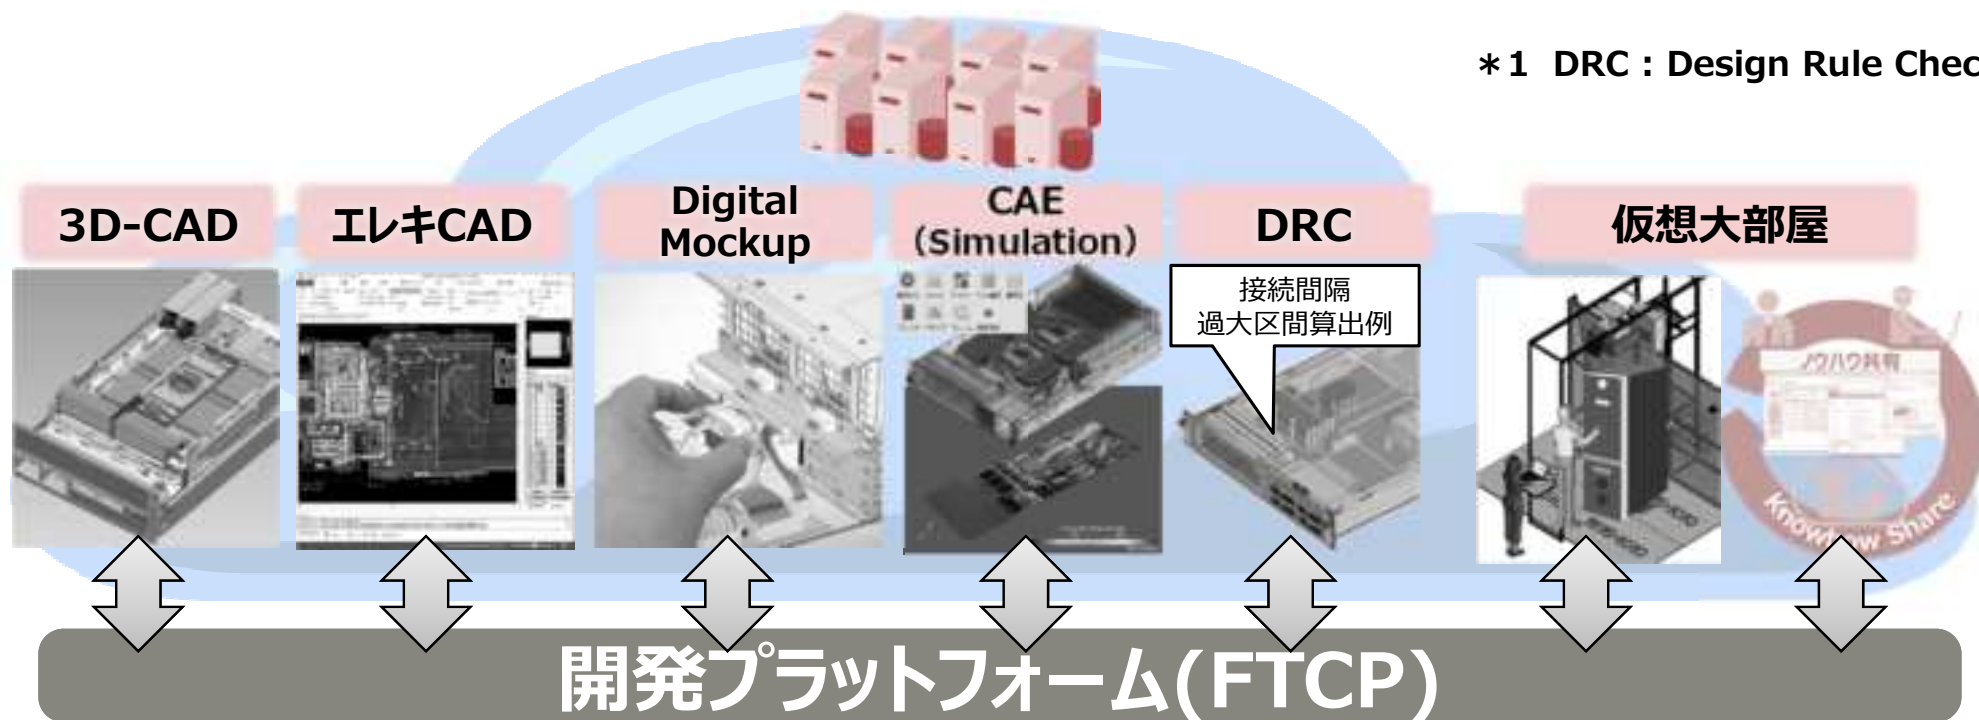 *1 DRC : Design Rule Chec
3D-CAD
エレキCAD
Digital
Mockup
CAE
(Simulation)
DRC
仮想大部屋
接続間隔
過大区間算出例
ノウハウ共有
Knowhow Share
開発プラットフォーム(FTCP)